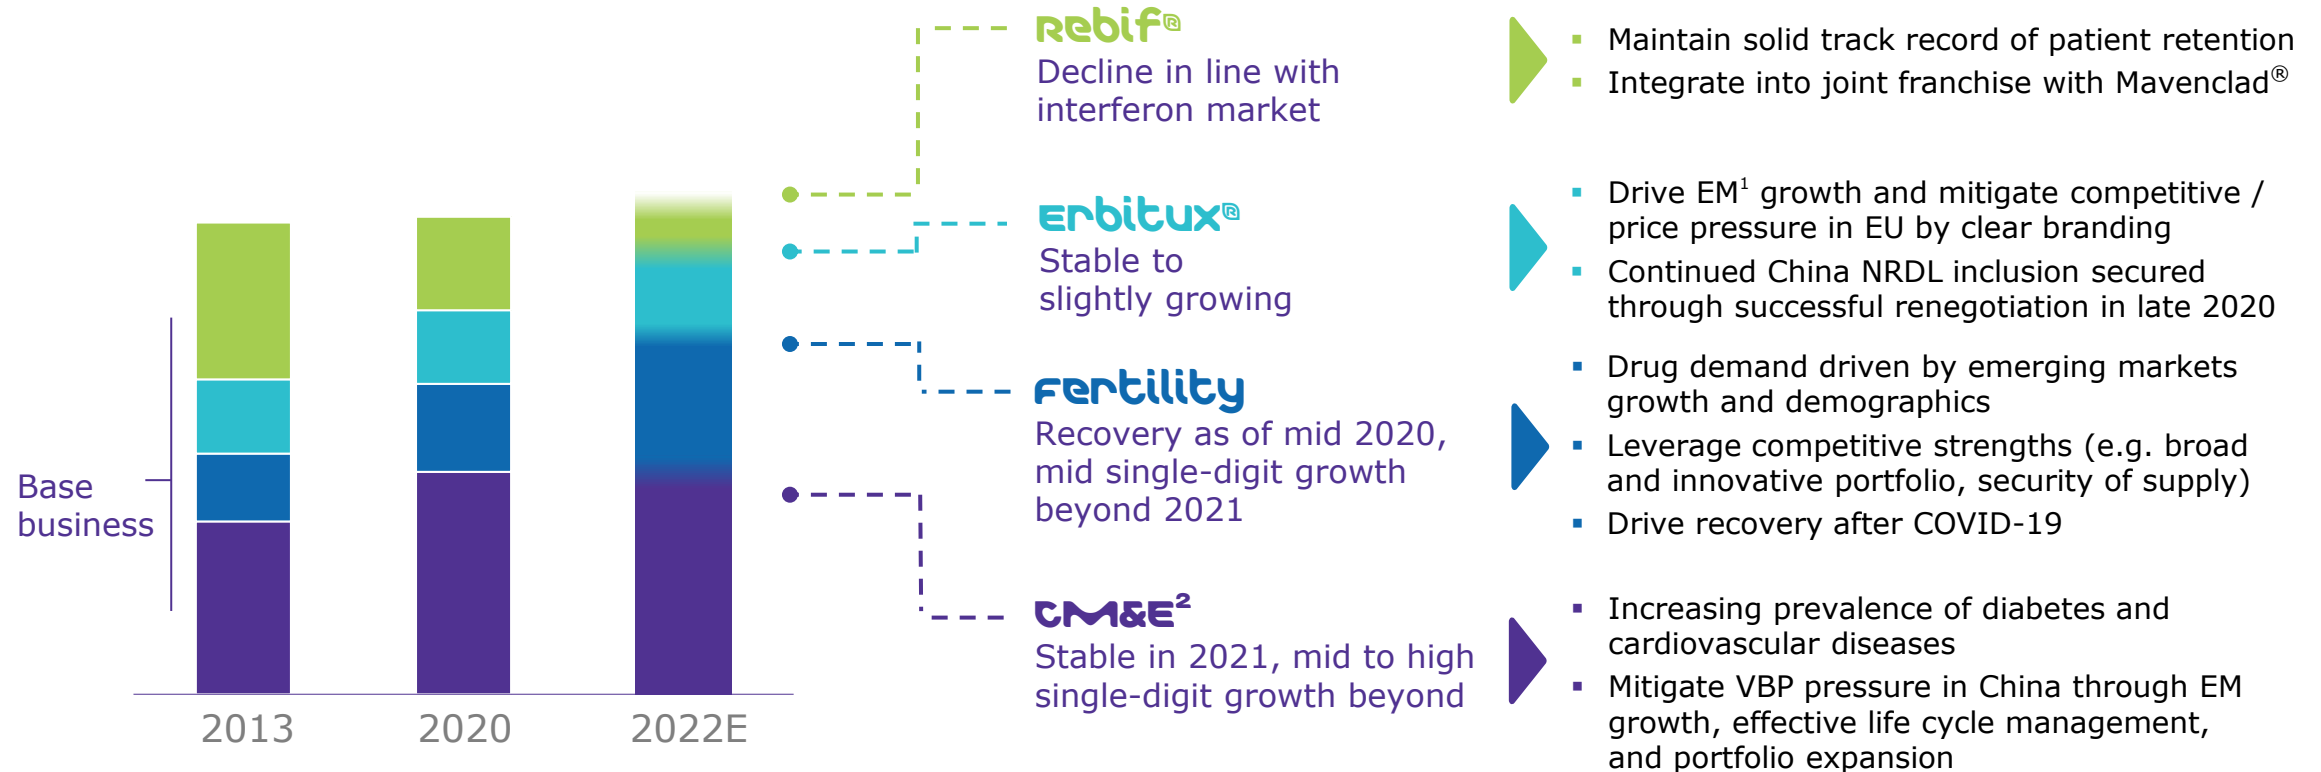 Base
business
2013
2020
2022E
Rebif®
Decline in line with
interferon market
Maintain solid track record of patient retention
Integrate into joint franchise with Mavenclad®
Erbitux®
Stable to
slightly growing
Drive EM¹ growth and mitigate competitive /
price pressure in EU by clear branding
Continued China NRDL inclusion secured
through successful renegotiation in late 2020
Fertility
Recovery as of mid 2020,
mid single-digit growth
beyond 2021
Drug demand driven by emerging markets
growth and demographics
Leverage competitive strengths (e.g. broad
and innovative portfolio, security of supply)
Drive recovery after COVID-19
CM&E²
Stable in 2021, mid to high
single-digit growth beyond
Increasing prevalence of diabetes and
cardiovascular diseases
Mitigate VBP pressure in China through EM
growth, effective life cycle management,
and portfolio expansion